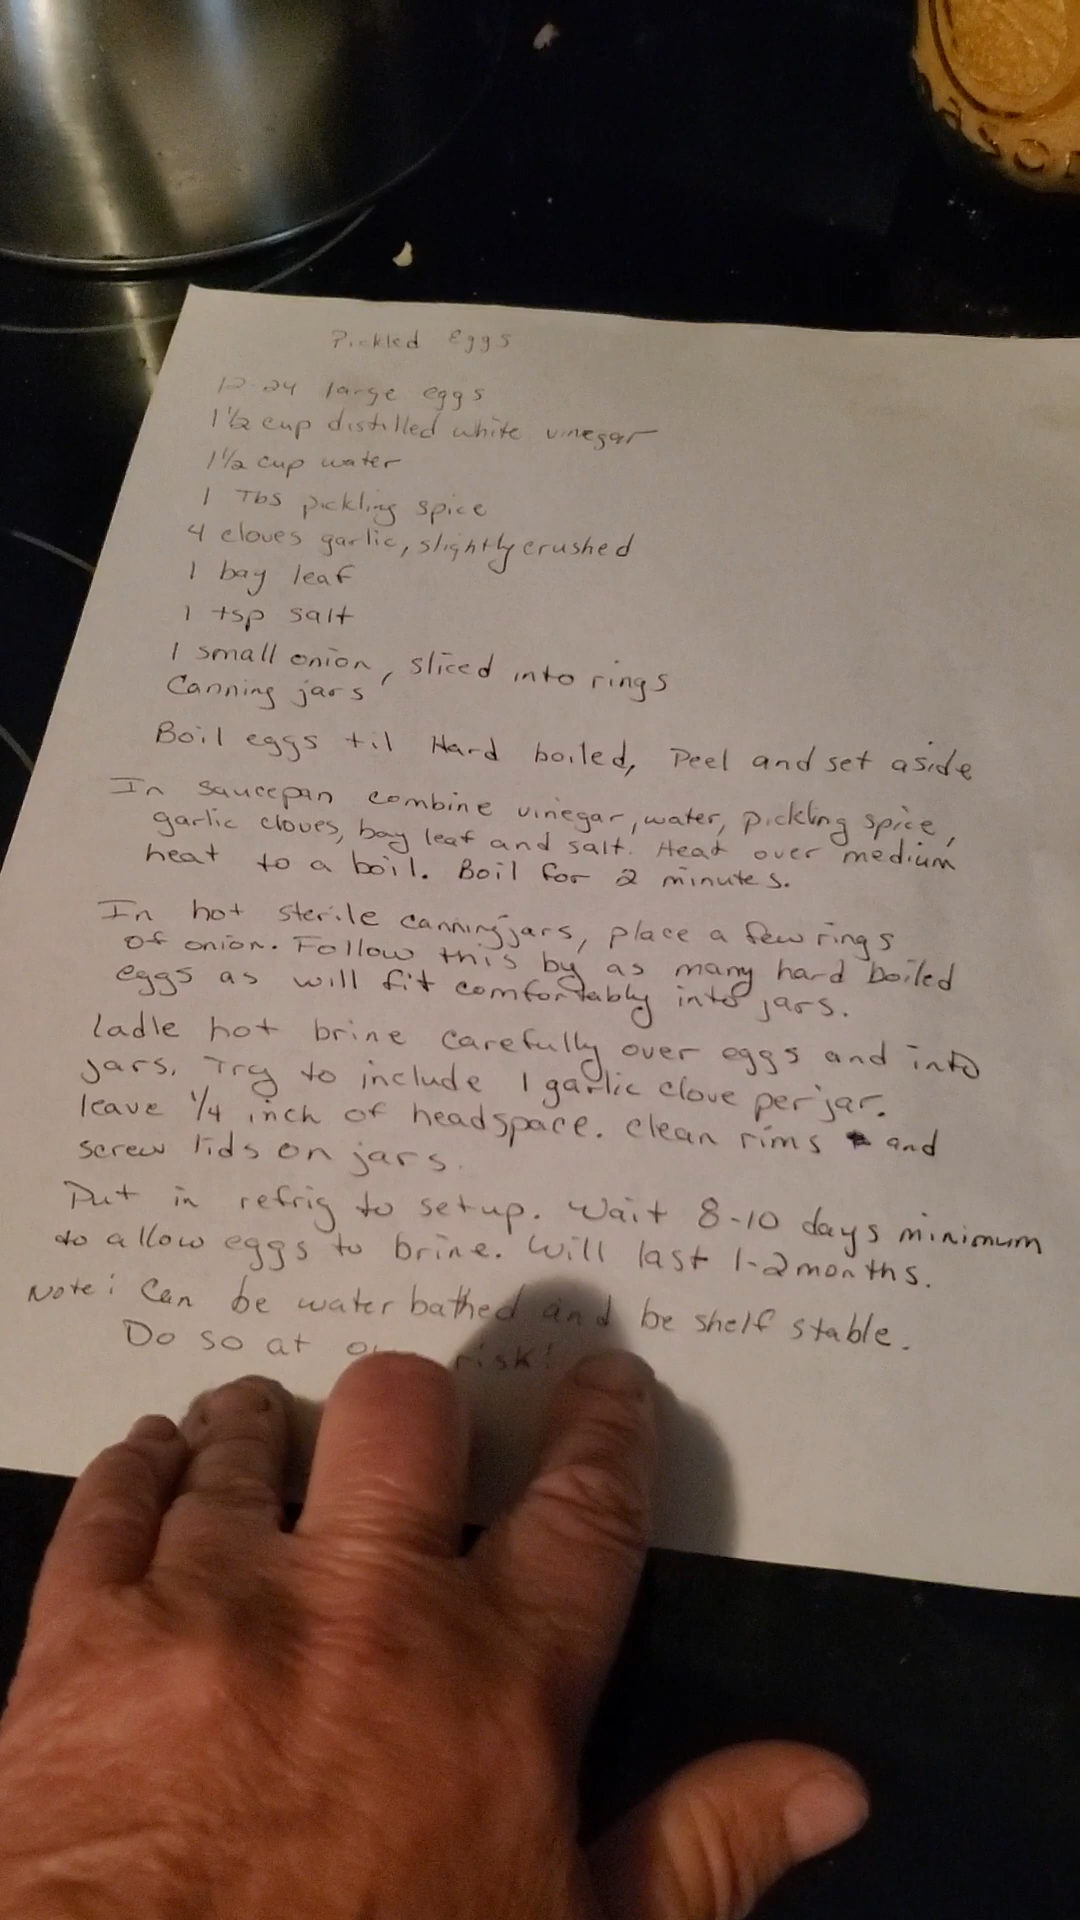 Pickled Eggs
12-24 large eggs
1 1/2 cup distilled white vinegar
1 1/2 cup water
1 Tbs pickling spice
4 cloves garlic, slightly crushed
1 bay leaf
1 tsp salt
1 small onion, sliced into rings
Canning jars
Boil eggs til Hard boiled, Peel and set aside
In saucepan combine vinegar, water, pickling spice,
garlic cloves, bay leaf and salt. Heat over medium
heat to a boil. Boil for 2 minutes.
In hot sterile canning jars, place a few rings
of onion. Follow this by as many hard boiled
eggs as will fit comfortably into jars.
ladle hot brine carefully over eggs and into
jars. Try to include 1 garlic clove per jar.
leave 1/4 inch of headspace. clean rims and
screw lids on jars.
Put in refrig to setup. Wait 8-10 days minimum
to allow eggs to brine. Will last 1-2 months.
Note: Can be water bathed and be shelf stable.
Do so at risk!